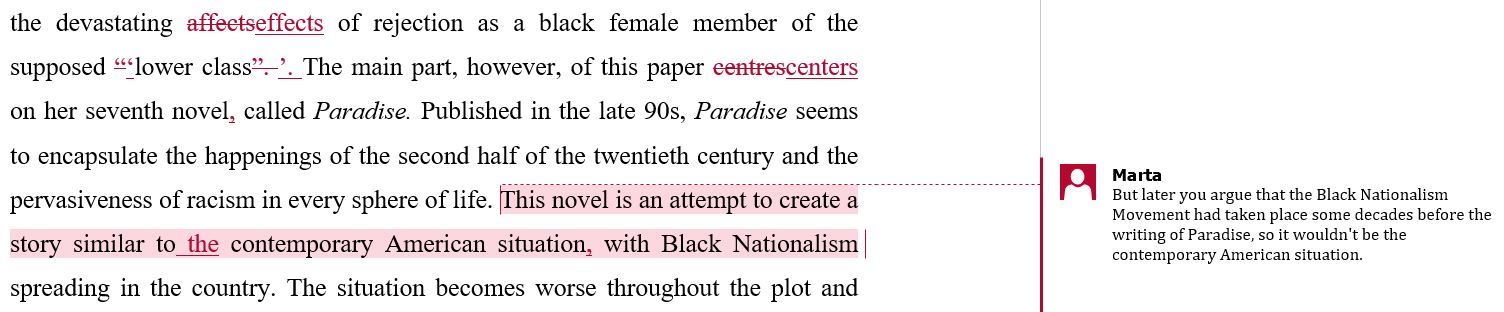 the devastating affectseffects of rejection as a black female member of the
supposed “‘lower class”. ’. The main part, however, of this paper centrescenters
on her seventh novel, called Paradise. Published in the late 90s, Paradise seems
to encapsulate the happenings of the second half of the twentieth century and the
pervasiveness of racism in every sphere of life. This novel is an attempt to create a
story similar to the contemporary American situation, with Black Nationalism
spreading in the country. The situation becomes worse throughout the plot and
Marta
But later you argue that the Black Nationalism
Movement had taken place some decades before the
writing of Paradise, so it wouldn't be the
contemporary American situation.